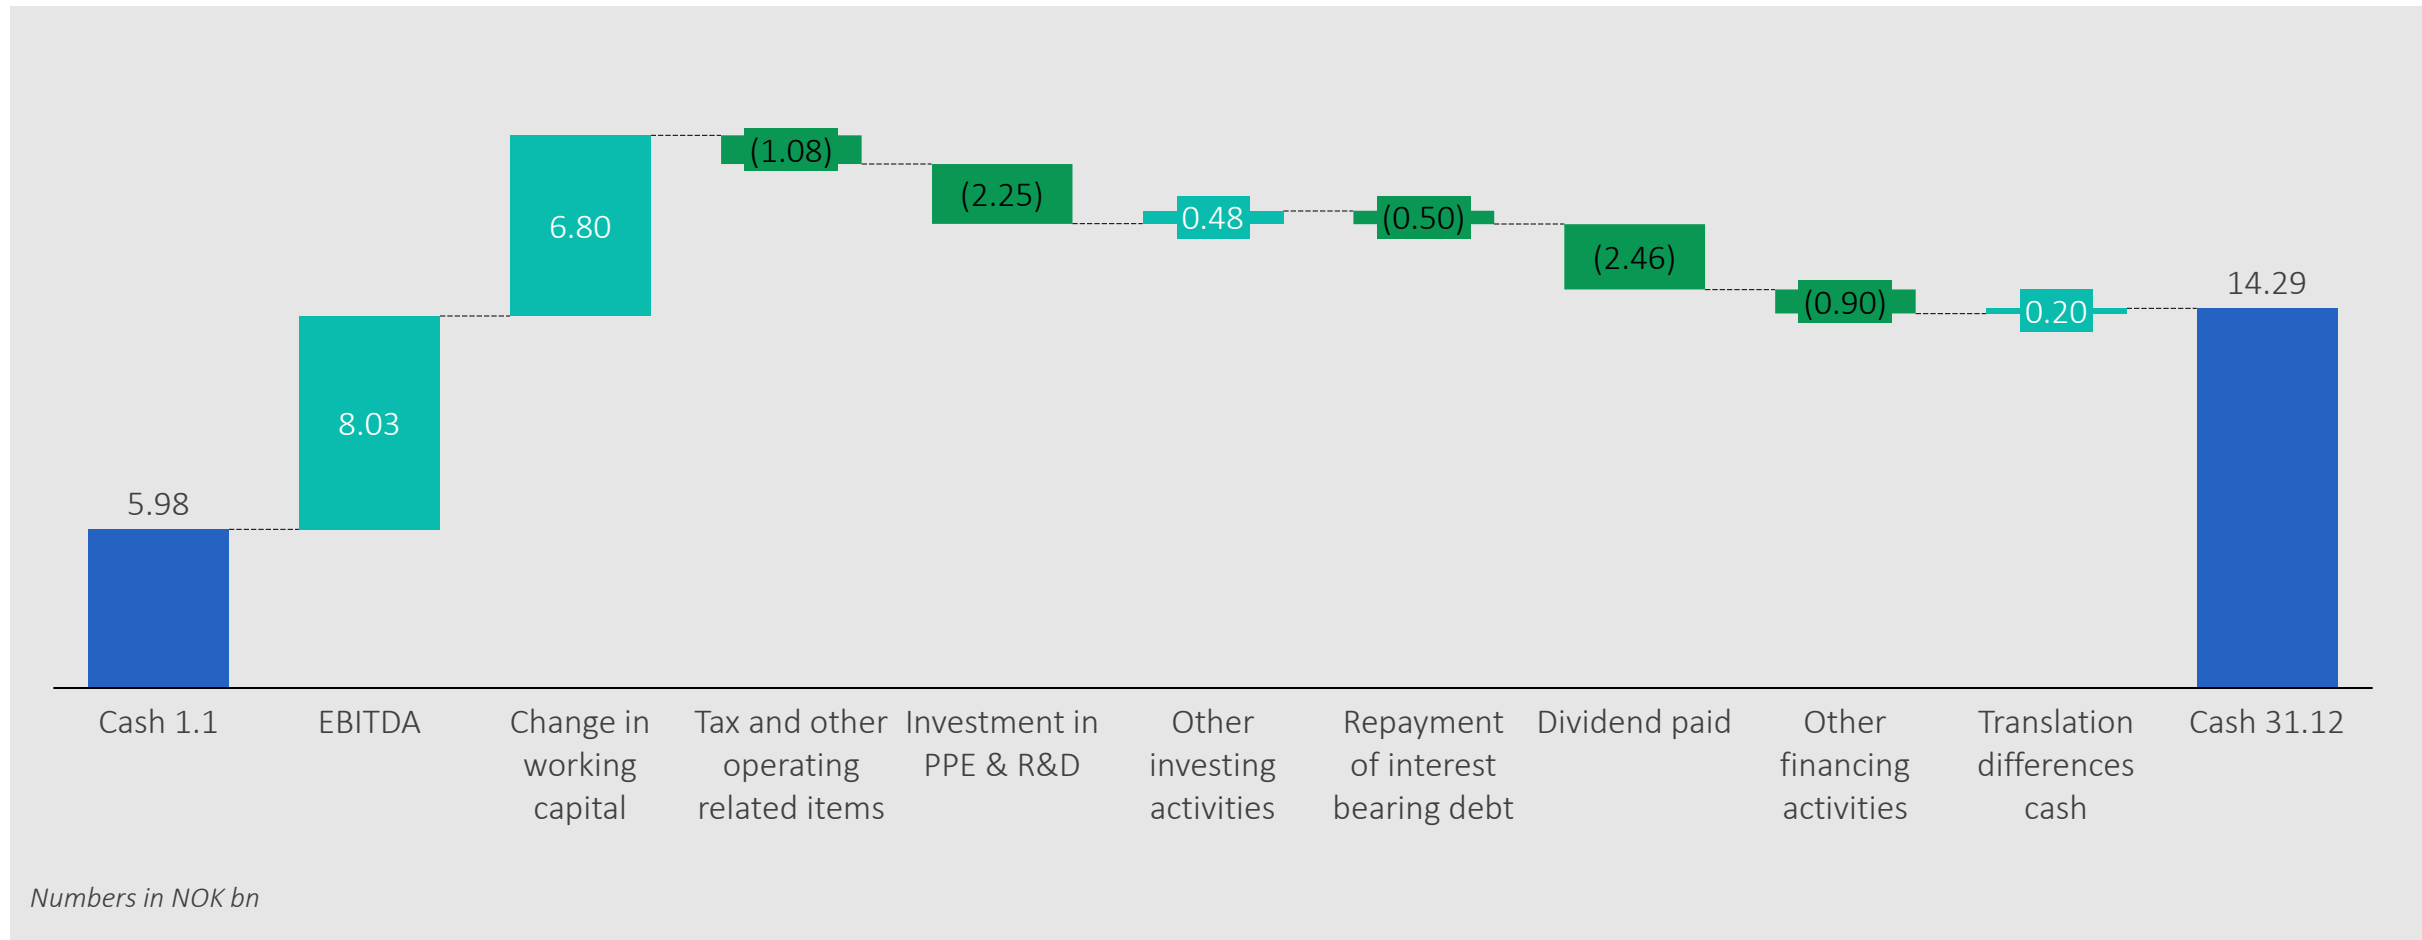 6.80
(1.08)
(2.25)
0.48
(0.50)
(2.46)
(0.90)
0.20
14.29
8.03
5.98
Cash 1.1
EBITDA
Change in
working
capital
Tax and other
operating
related items
Investment in
PPE & R&D
Other
investing
activities
Repayment
of interest
bearing debt
Dividend paid
Other
financing
activities
Translation
differences
cash
Cash 31.12
Numbers in NOK bn